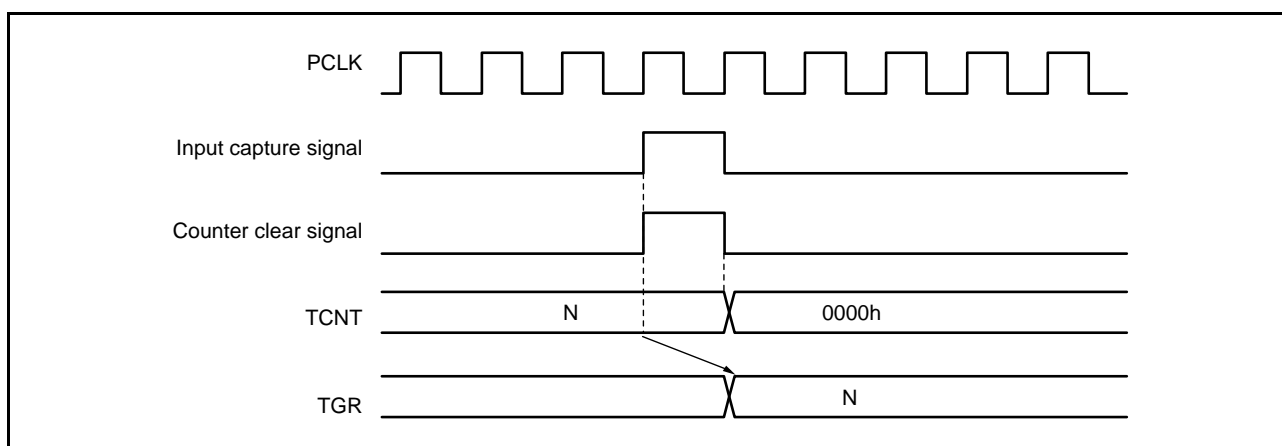 PCLK
Input capture signal
Counter clear signal
TCNT
N
0000h
TGR
N